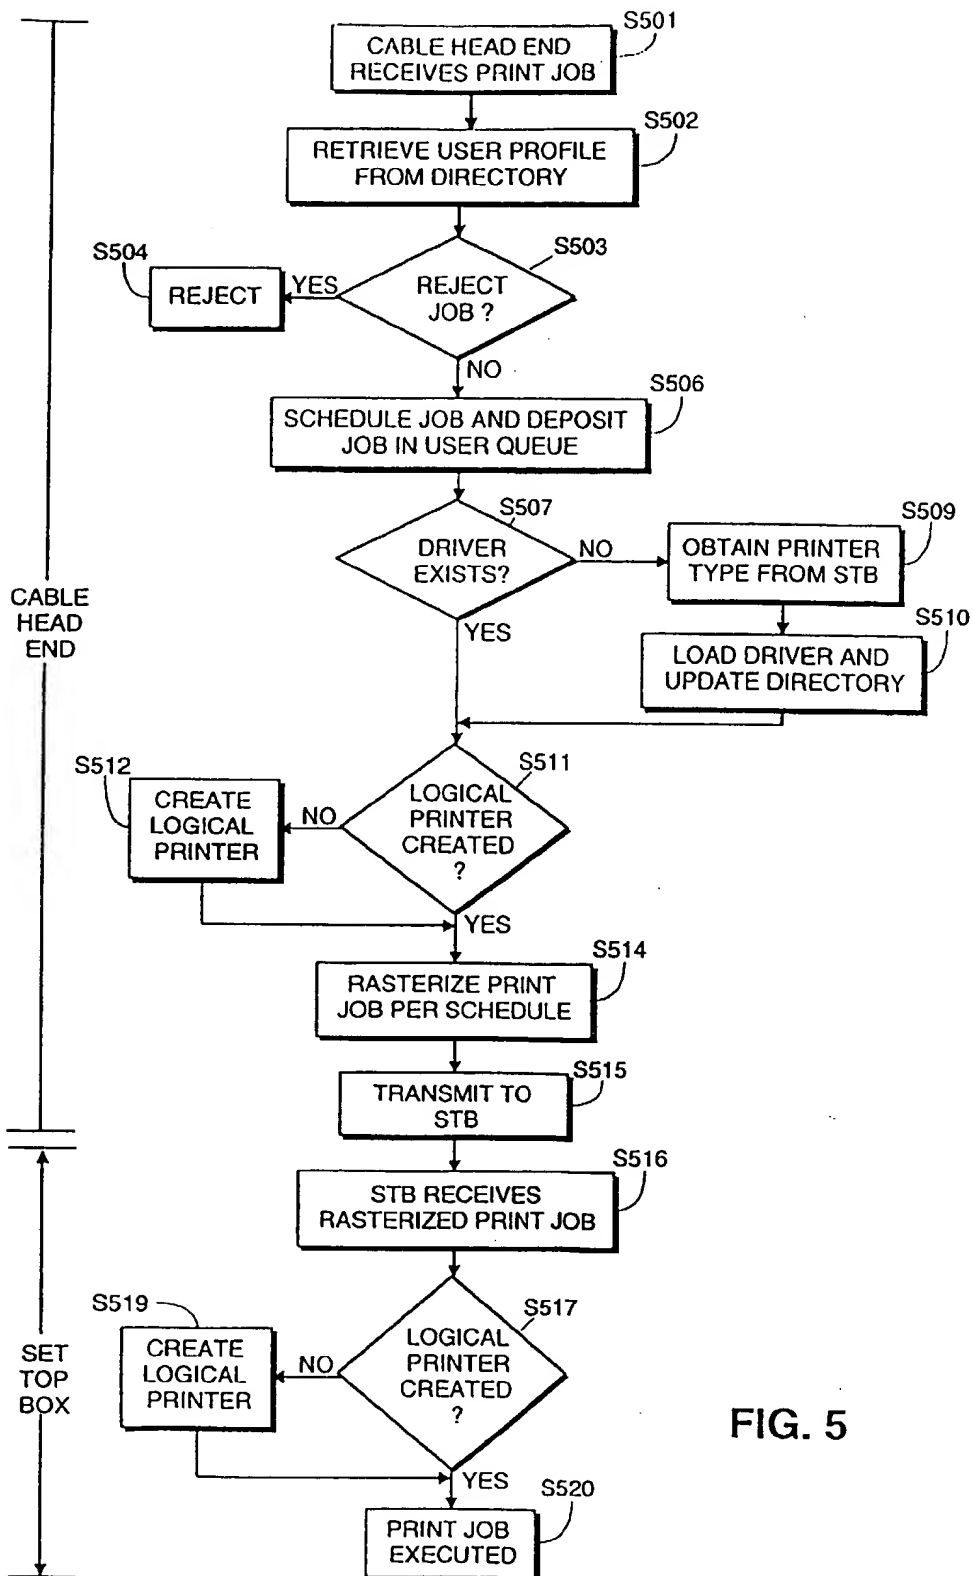 S501
CABLE HEAD END
RECEIVES PRINT JOB
S502
RETRIEVE USER PROFILE
FROM DIRECTORY
S503
S504
REJECT
YES
REJECT
JOB ?
NO
S506
SCHEDULE JOB AND DEPOSIT
JOB IN USER QUEUE
S507
DRIVER
EXISTS?
NO
S509
OBTAIN PRINTER
TYPE FROM STB
YES
S510
LOAD DRIVER AND
UPDATE DIRECTORY
CABLE
HEAD
END
S511
S512
CREATE
LOGICAL
PRINTER
NO
LOGICAL
PRINTER
CREATED
?
YES
S514
RASTERIZE PRINT
JOB PER SCHEDULE
S515
TRANSMIT TO
STB
S516
STB RECEIVES
RASTERIZED PRINT JOB
S517
S519
CREATE
LOGICAL
PRINTER
NO
LOGICAL
PRINTER
CREATED
?
SET
TOP
BOX
YES
S520
PRINT JOB
EXECUTED
FIG. 5